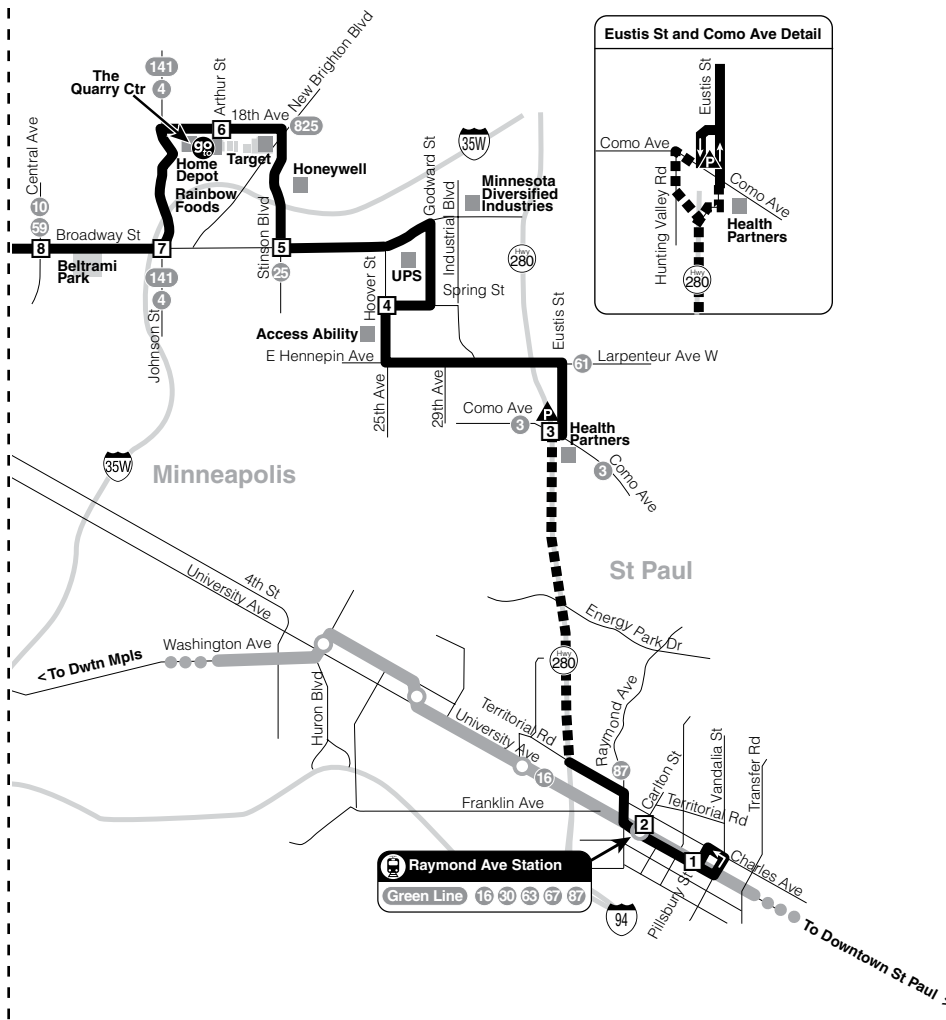 Eustis St and Como Ave Detail
Eustis St
Como Ave
P
Como Ave
Hunting Valley Rd
Health
Partners
Hwy
280
141
4
The
Quarry Ctr
Arthur St
New Brighton Blvd
18th Ave
825
6
go
to
Home
Depot
Target
Rainbow
Foods
Honeywell
35W
Godward St
Industrial Blvd
Minnesota
Diversified
Industries
Central Ave
10
59
Broadway St
8
Beltrami
Park
7
141
4
Johnson St
Stinson Blvd
5
25
Hoover St
UPS
Spring St
4
Hwy
280
Access Ability
E Hennepin Ave
Eustis St
61
Larpenteur Ave W
25th Ave
29th Ave
Como Ave
3
P
3
Health
Partners
3
Como Ave
35W
Minneapolis
St Paul
4th St
University Ave
Washington Ave
<To Dwtn Mpls
Huron Blvd
Energy Park Dr
Hwy
280
Raymond Ave
Territorial Rd
University Ave
16
87
Franklin Ave
Carlton St
Vandalia St
Transfer Rd
Territorial Rd
2
1
Charles Ave
Pillsbury St
Raymond Ave Station
Green Line 16 30 63 67 87
94
To Downtown St Paul